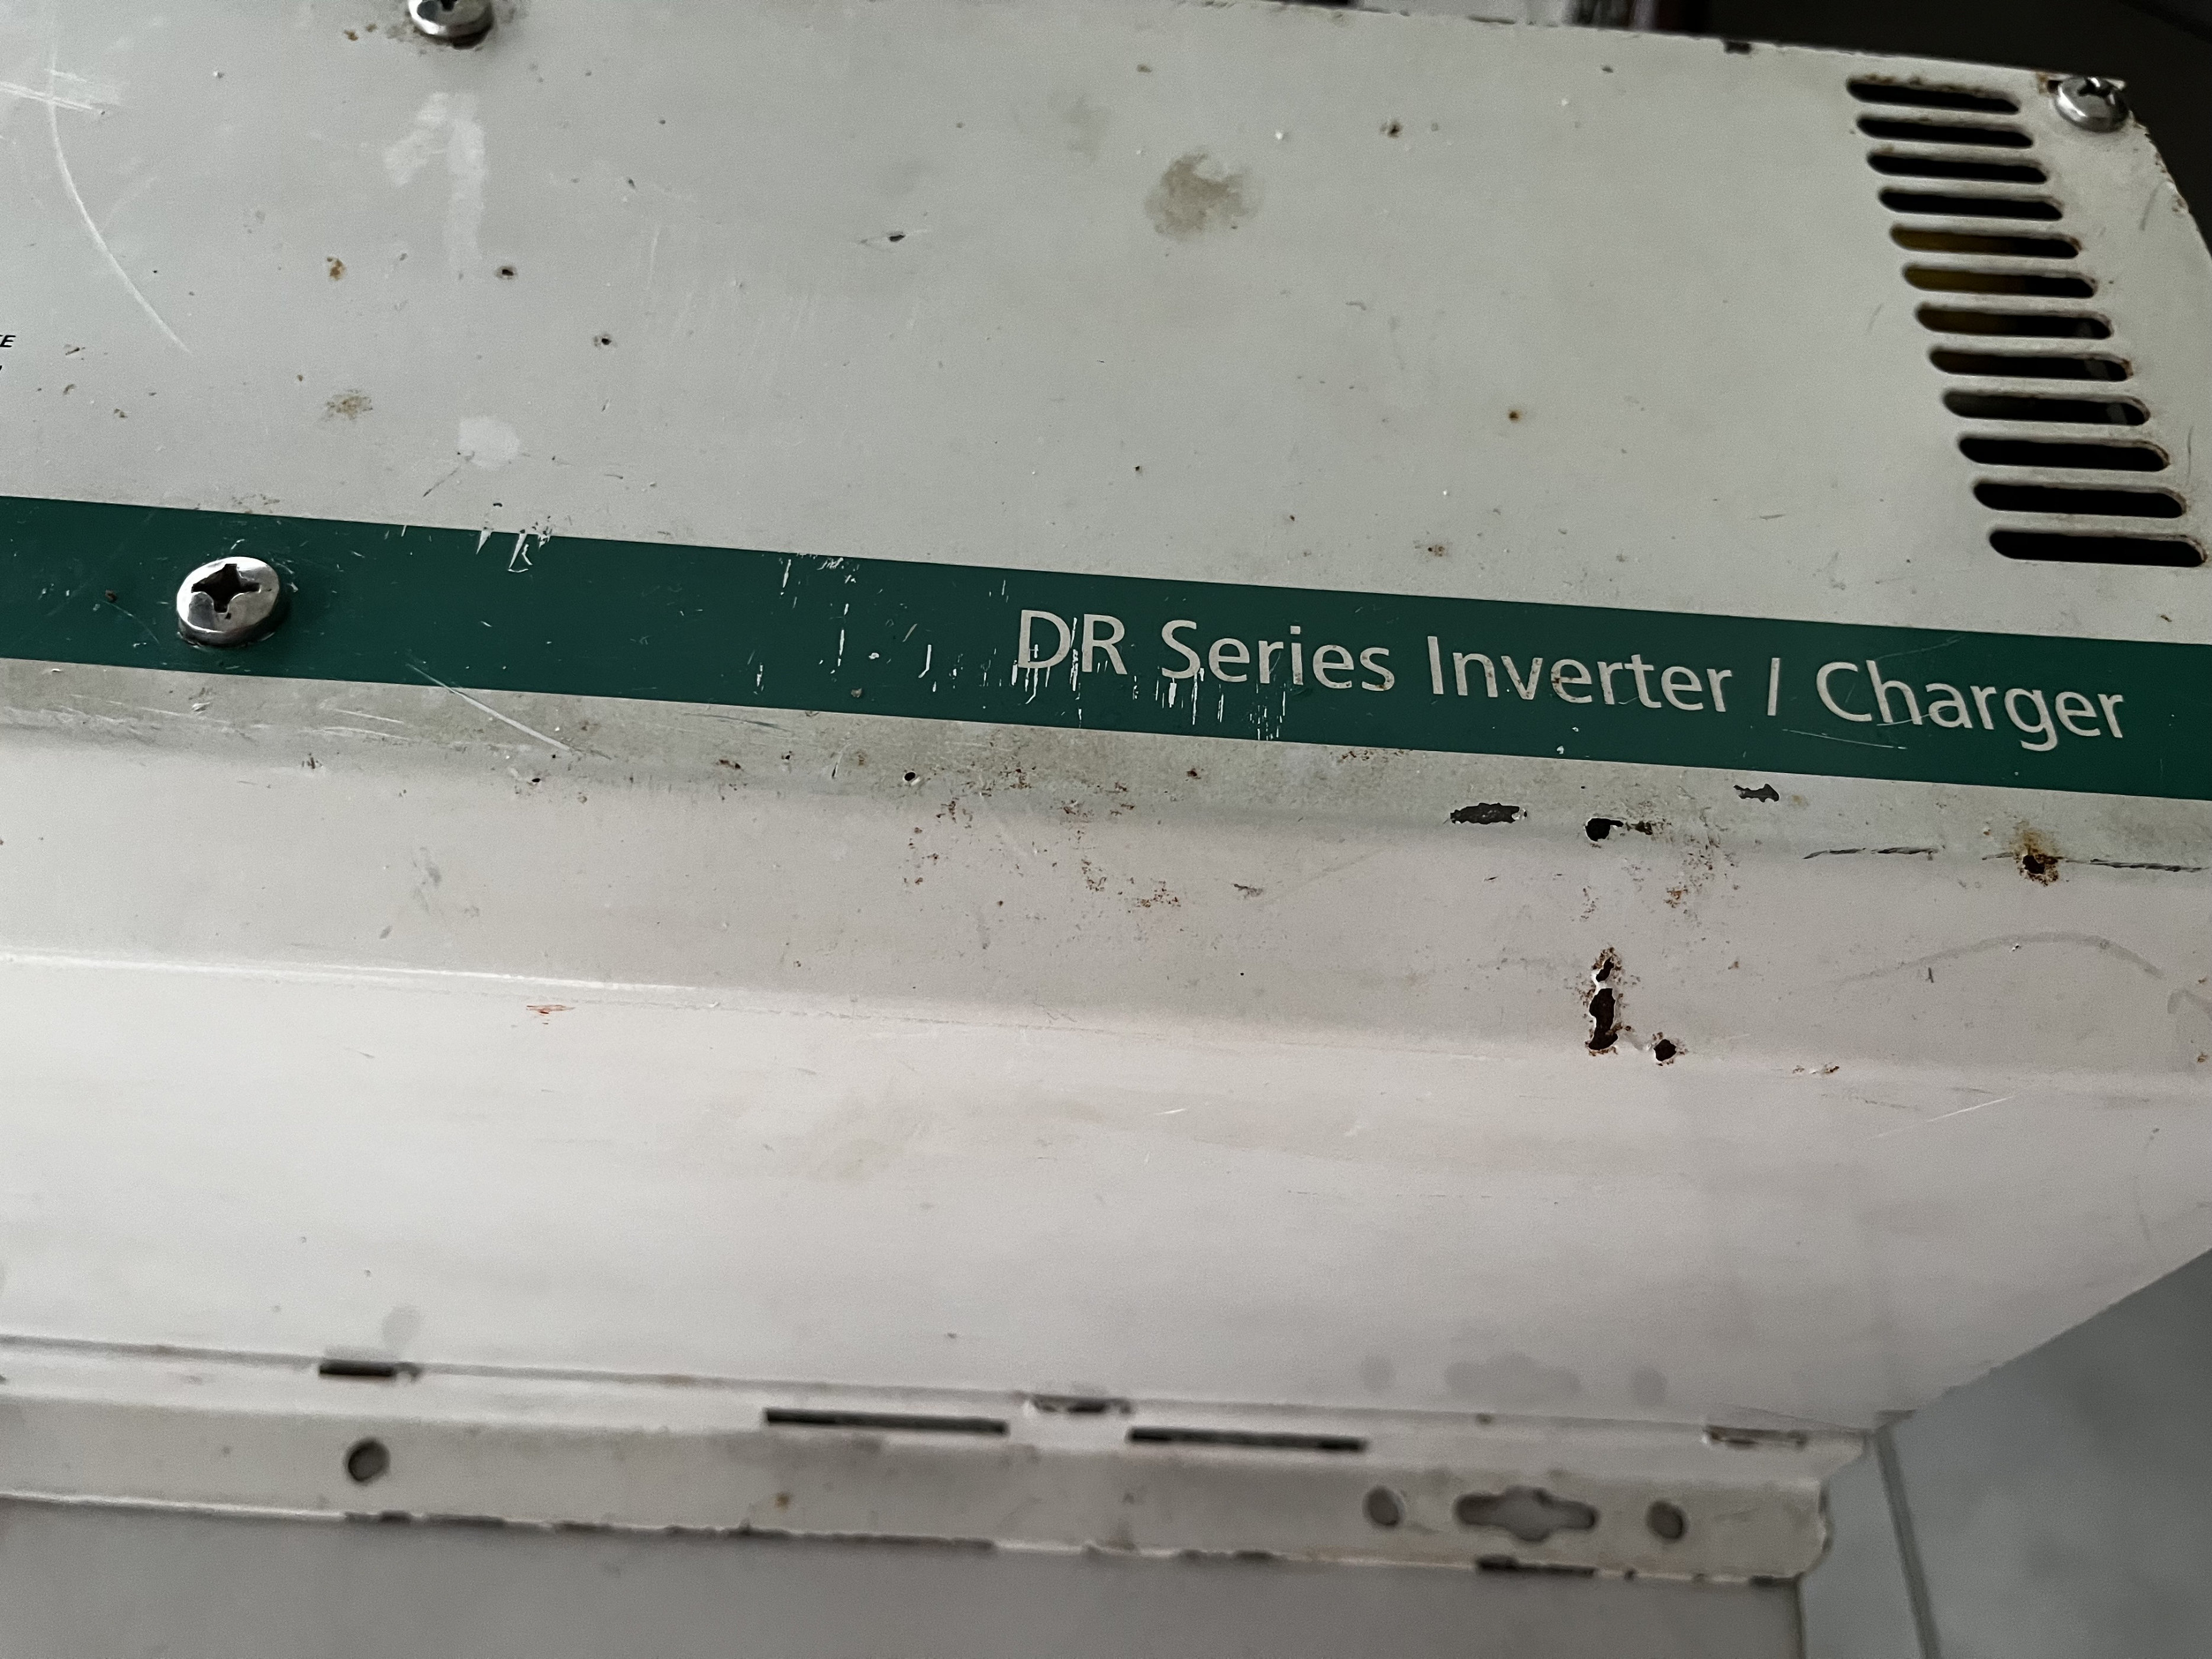 DR Series Inverter / Charger